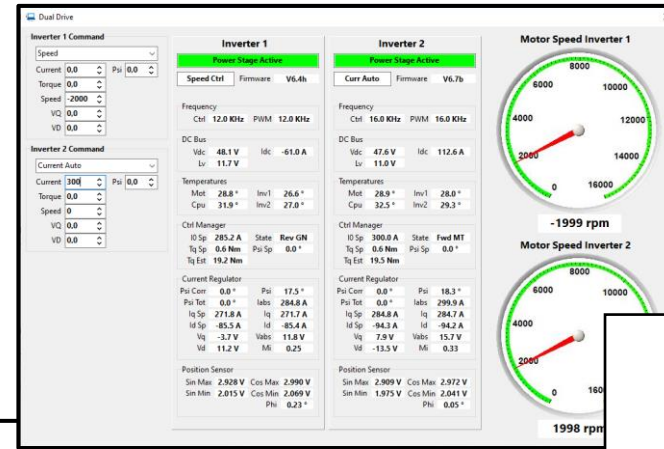 Dual Drive
Inverter 1 Command
Speed
Current 0,0 Psi 0,0
Torque 0,0
Speed -2000
VQ 0,0
VD 0,0
Inverter 2 Command
Current Auto
Current 300 Psi 0,0
Torque 0,0
Speed 0
VQ 0,0
VD 0,0
Inverter 1
Power Stage Active
Speed Ctrl Firmware V6.4h
Frequency
Ctrl 12.0 KHz PWM 12.0 KHz
DC Bus
Vdc 48.1 V Idc -61.0 A
Lv 11.7 V
Temperatures
Mot 28.8 ° Inv1 26.6 °
Cpu 31.9 ° Inv2 27.0 °
Ctrl Manager
I0 Sp 285.2 A State Rev GN
Tq Sp 0.6 Nm Psi Sp 0.0 °
Tq Est 19.2 Nm
Current Regulator
Psi Corr 0.0 ° Psi 17.5 °
Psi Tot 0.0 ° Iabs 284.8 A
Iq Sp 271.8 A Iq 271.7 A
Id Sp -85.5 A Id -85.4 A
Vq -3.7 V Vabs 11.8 V
Vd 11.2 V Mi 0.25
Position Sensor
Sin Max 2.928 V Cos Max 2.990 V
Sin Min 2.015 V Cos Min 2.069 V
Phi 0.23 °
Inverter 2
Power Stage Active
Curr Auto Firmware V6.7b
Frequency
Ctrl 16.0 KHz PWM 16.0 KHz
DC Bus
Vdc 47.6 V Idc 112.6 A
Lv 11.0 V
Temperatures
Mot 28.9 ° Inv1 28.0 °
Cpu 32.5 ° Inv2 29.3 °
Ctrl Manager
I0 Sp 300.0 A State Fwd MT
Tq Sp 0.6 Nm Psi Sp 0.0 °
Tq Est 19.5 Nm
Current Regulator
Psi Corr 0.0 ° Psi 18.3 °
Psi Tot 0.0 ° Iabs 299.9 A
Iq Sp 284.8 A Iq 284.7 A
Id Sp -94.3 A Id -94.2 A
Vq 7.9 V Vabs 15.7 V
Vd -13.5 V Mi 0.33
Position Sensor
Sin Max 2.909 V Cos Max 2.972 V
Sin Min 1.975 V Cos Min 2.041 V
Phi 0.05 °
Motor Speed Inverter 1
8000
6000 10000
4000 12000
2000 14000
0 16000
-1999 rpm
Motor Speed Inverter 2
8000
6000 10000
4000
2000
0 160
1998 rpm